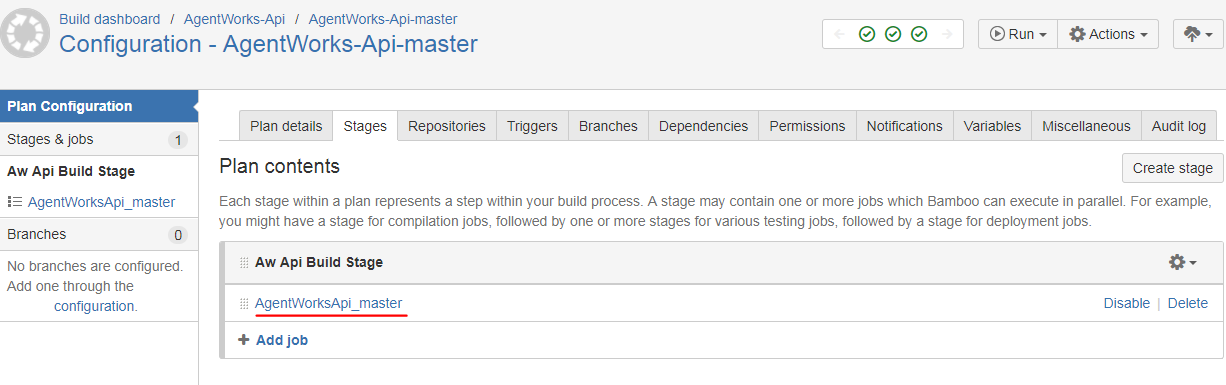 Build dashboard / AgentWorks-Api / AgentWorks-Api-master
Configuration - AgentWorks-Api-master
Run
Actions
Plan Configuration
Stages & jobs 1
Aw Api Build Stage
AgentWorksApi_master
Branches 0
No branches are configured.
Add one through the
configuration.
Plan details Stages Repositories Triggers Branches Dependencies Permissions Notifications Variables Miscellaneous Audit log
Plan contents
Create stage
Each stage within a plan represents a step within your build process. A stage may contain one or more jobs which Bamboo can execute in parallel. For example,
you might have a stage for compilation jobs, followed by one or more stages for various testing jobs, followed by a stage for deployment jobs.
Aw Api Build Stage
AgentWorksApi_master Disable | Delete
+ Add job